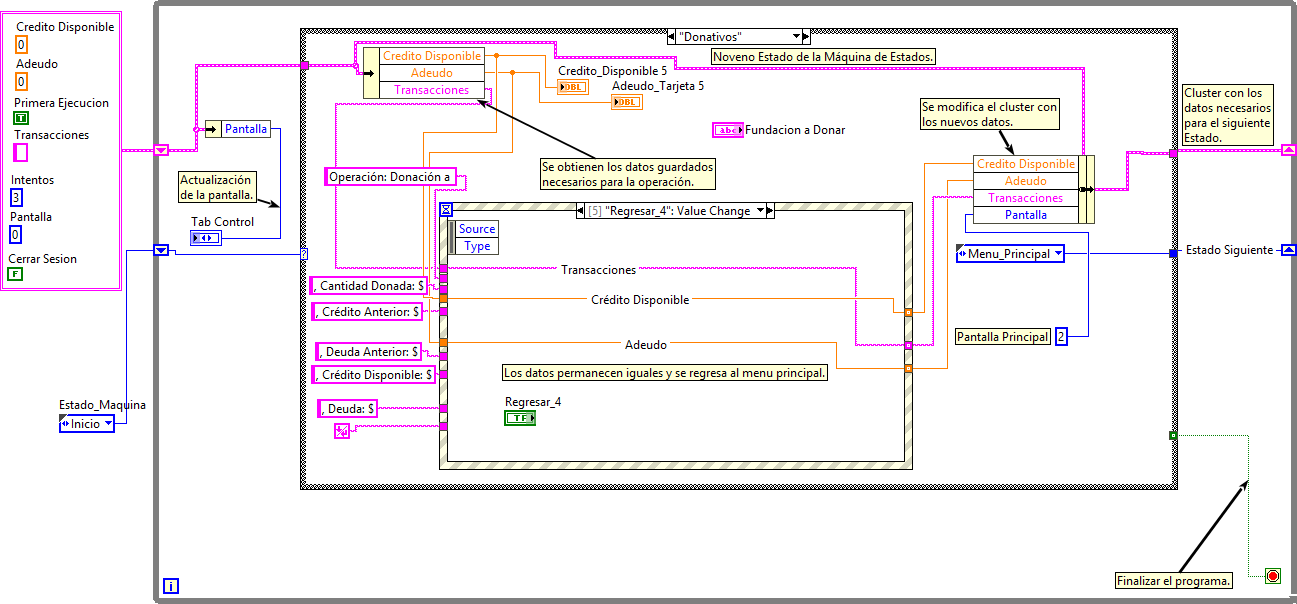 Credito Disponible
0
Adeudo
0
Primera Ejecucion
T
Transacciones
Intentos
3
Pantalla
0
Cerrar Sesion
F
Pantalla
Actualización
de la pantalla.
Tab Control
Estado_Maquina
Inicio
i
"Donativos"
Noveno Estado de la Máquina de Estados.
Credito Disponible
Adeudo
Transacciones
Credito_Disponible 5
DBL
Adeudo_Tarjeta 5
DBL
abc
Fundacion a Donar
Se obtienen los datos guardados
necesarios para la operación.
Operación: Donación a
?
, Cantidad Donada: $
, Crédito Anterior: $
, Deuda Anterior: $
, Crédito Disponible: $
, Deuda: $
[5] "Regresar_4": Value Change
Source
Type
Transacciones
Crédito Disponible
Adeudo
Los datos permanecen iguales y se regresa al menu principal.
Regresar_4
TF
Se modifica el cluster con
los nuevos datos.
Credito Disponible
Adeudo
Transacciones
Pantalla
Menu_Principal
Pantalla Principal
2
Cluster con los
datos necesarios
para el siguiente
Estado.
Estado Siguiente
Finalizar el programa.